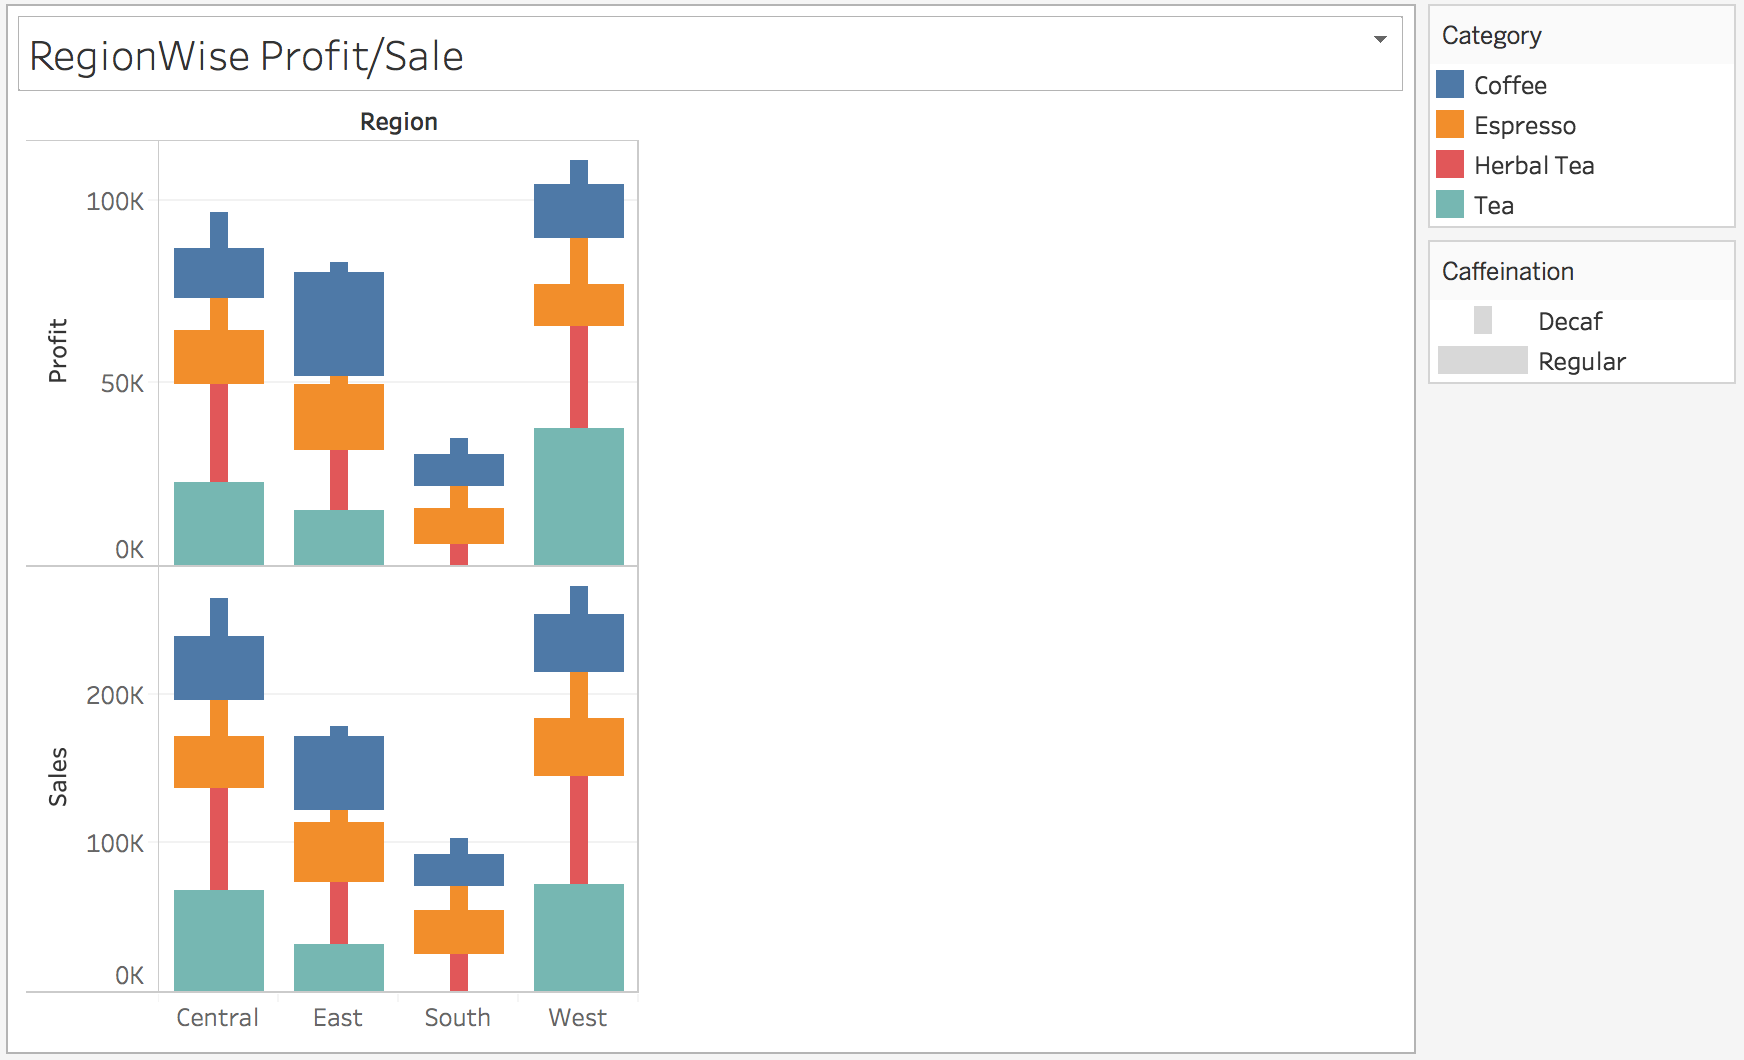 RegionWise Profit/Sale
Region
Profit
100K
50K
0K
Sales
200K
100K
0K
Central
East
South
West
Category
Coffee
Espresso
Herbal Tea
Tea
Caffeination
Decaf
Regular